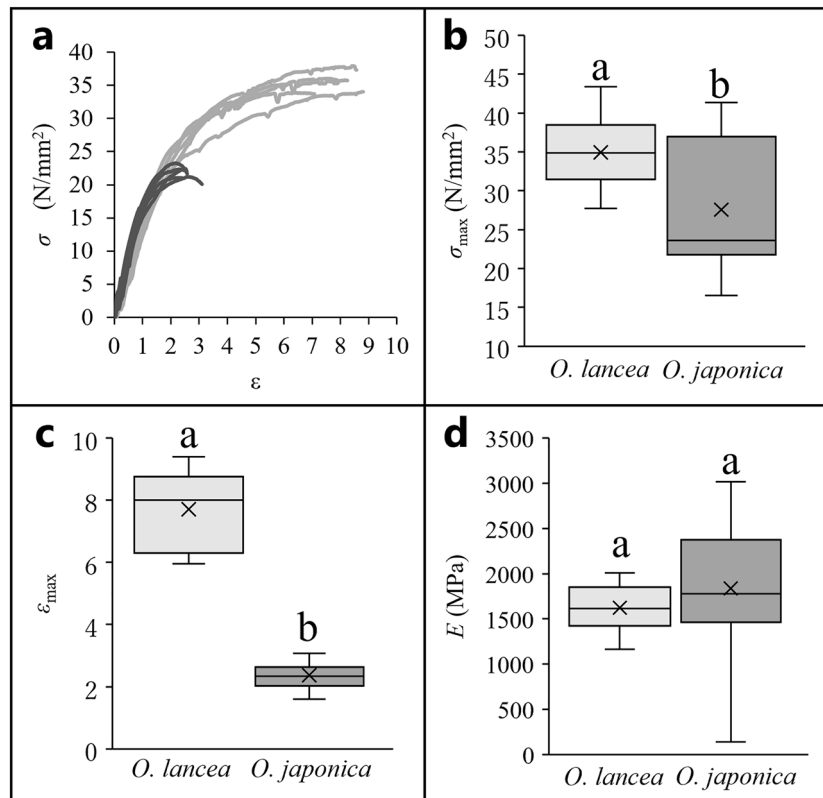 a
σ (N/mm²)
40
35
30
25
20
15
10
5
0
0 1 2 3 4 5 6 7 8 9 10
ε
b
σmax (N/mm²)
50
45
40
35
30
25
20
15
10
a
b
O. lancea O. japonica
c
εmax
10
8
6
4
2
0
a
b
O. lancea O. japonica
d
E (MPa)
3500
3000
2500
2000
1500
1000
500
0
a
a
O. lancea O. japonica